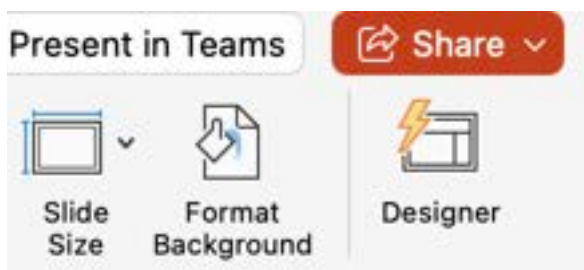 Present in Teams
Share
Slide
Size
Format
Background
Designer